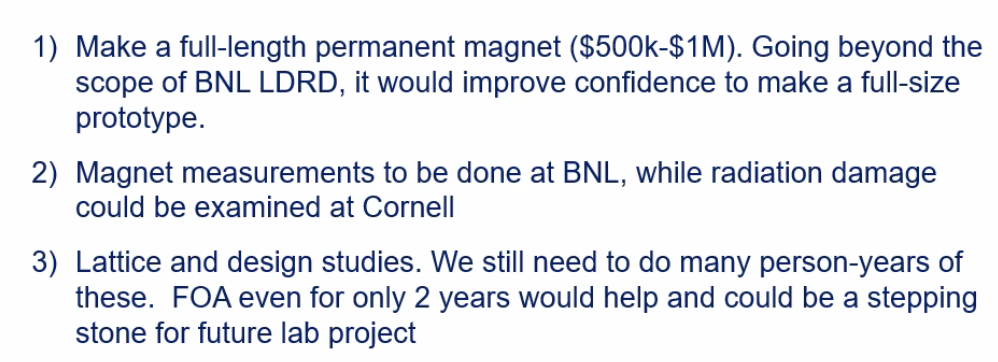 1) Make a full-length permanent magnet ($500k-$1M). Going beyond the
scope of BNL LDRD, it would improve confidence to make a full-size
prototype.
2) Magnet measurements to be done at BNL, while radiation damage
could be examined at Cornell
3) Lattice and design studies. We still need to do many person-years of
these.  FOA even for only 2 years would help and could be a stepping
stone for future lab project